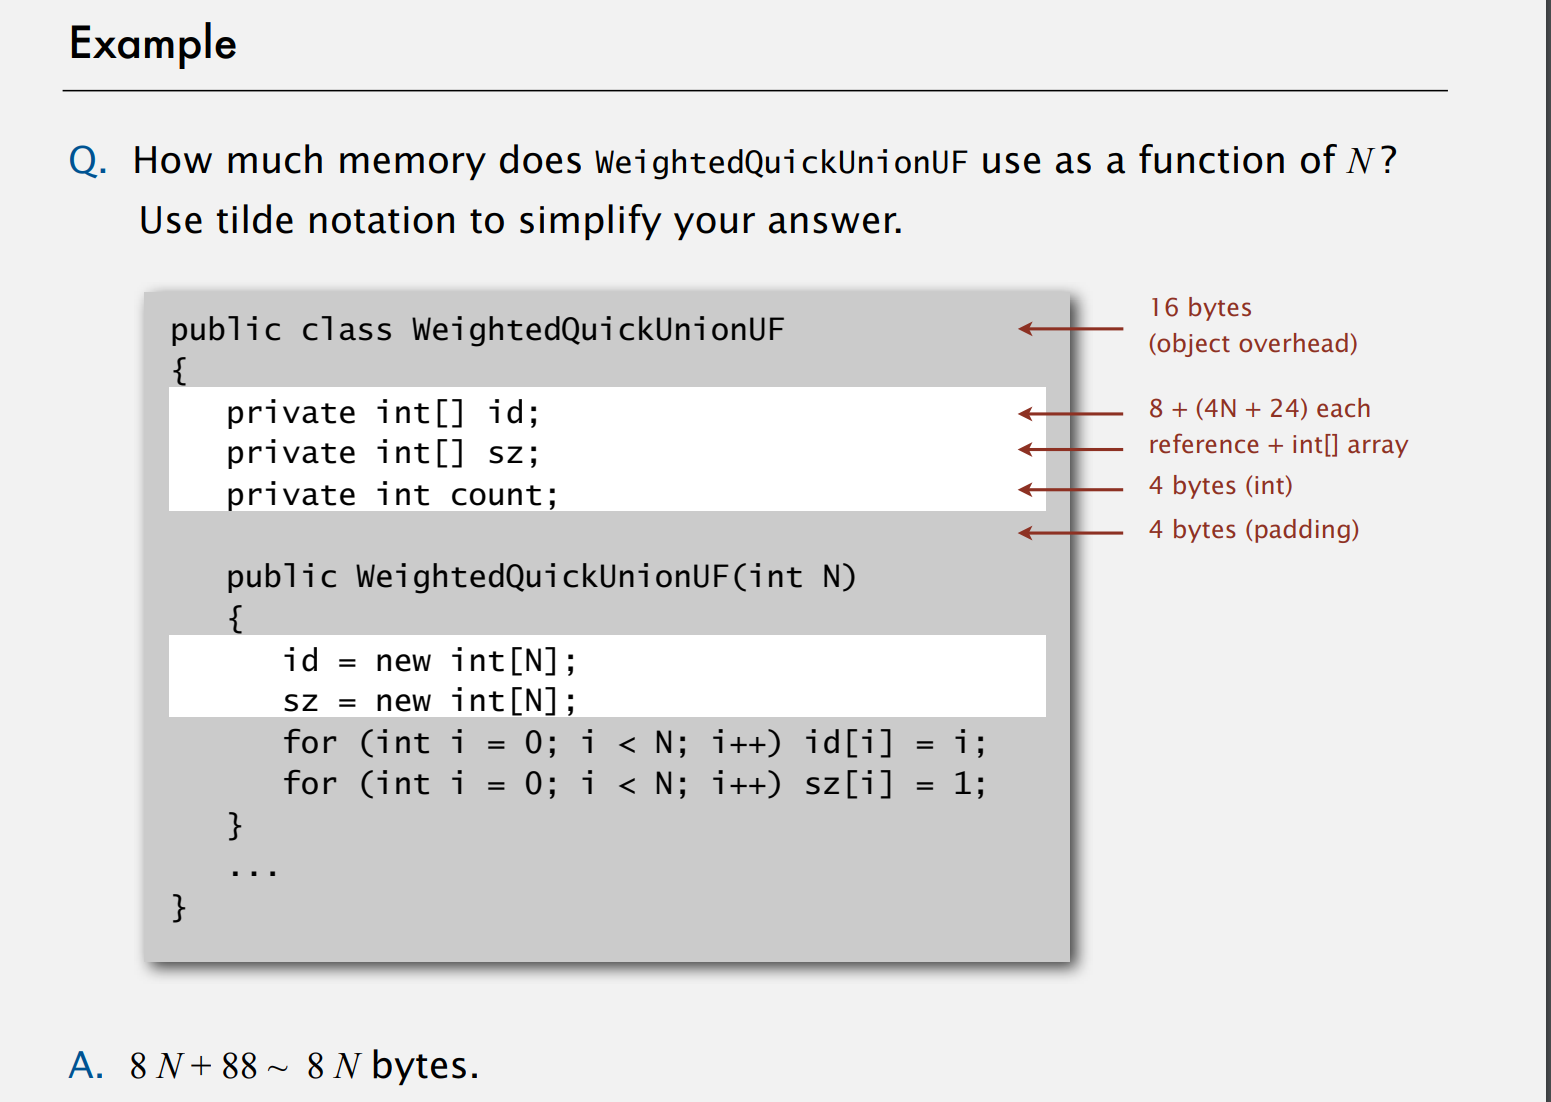 Example
Q. How much memory does WeightedQuickUnionUF use as a function of N?
Use tilde notation to simplify your answer.
public class WeightedQuickUnionUF
{
   private int[] id;
   private int[] sz;
   private int count;
   public WeightedQuickUnionUF(int N)
   {
      id = new int[N];
      sz = new int[N];
      for (int i = 0; i < N; i++) id[i] = i;
      for (int i = 0; i < N; i++) sz[i] = 1;
   }
   ...
}
16 bytes
(object overhead)
8 + (4N + 24) each
reference + int[] array
4 bytes (int)
4 bytes (padding)
A. 8 N + 88 ~ 8 N bytes.